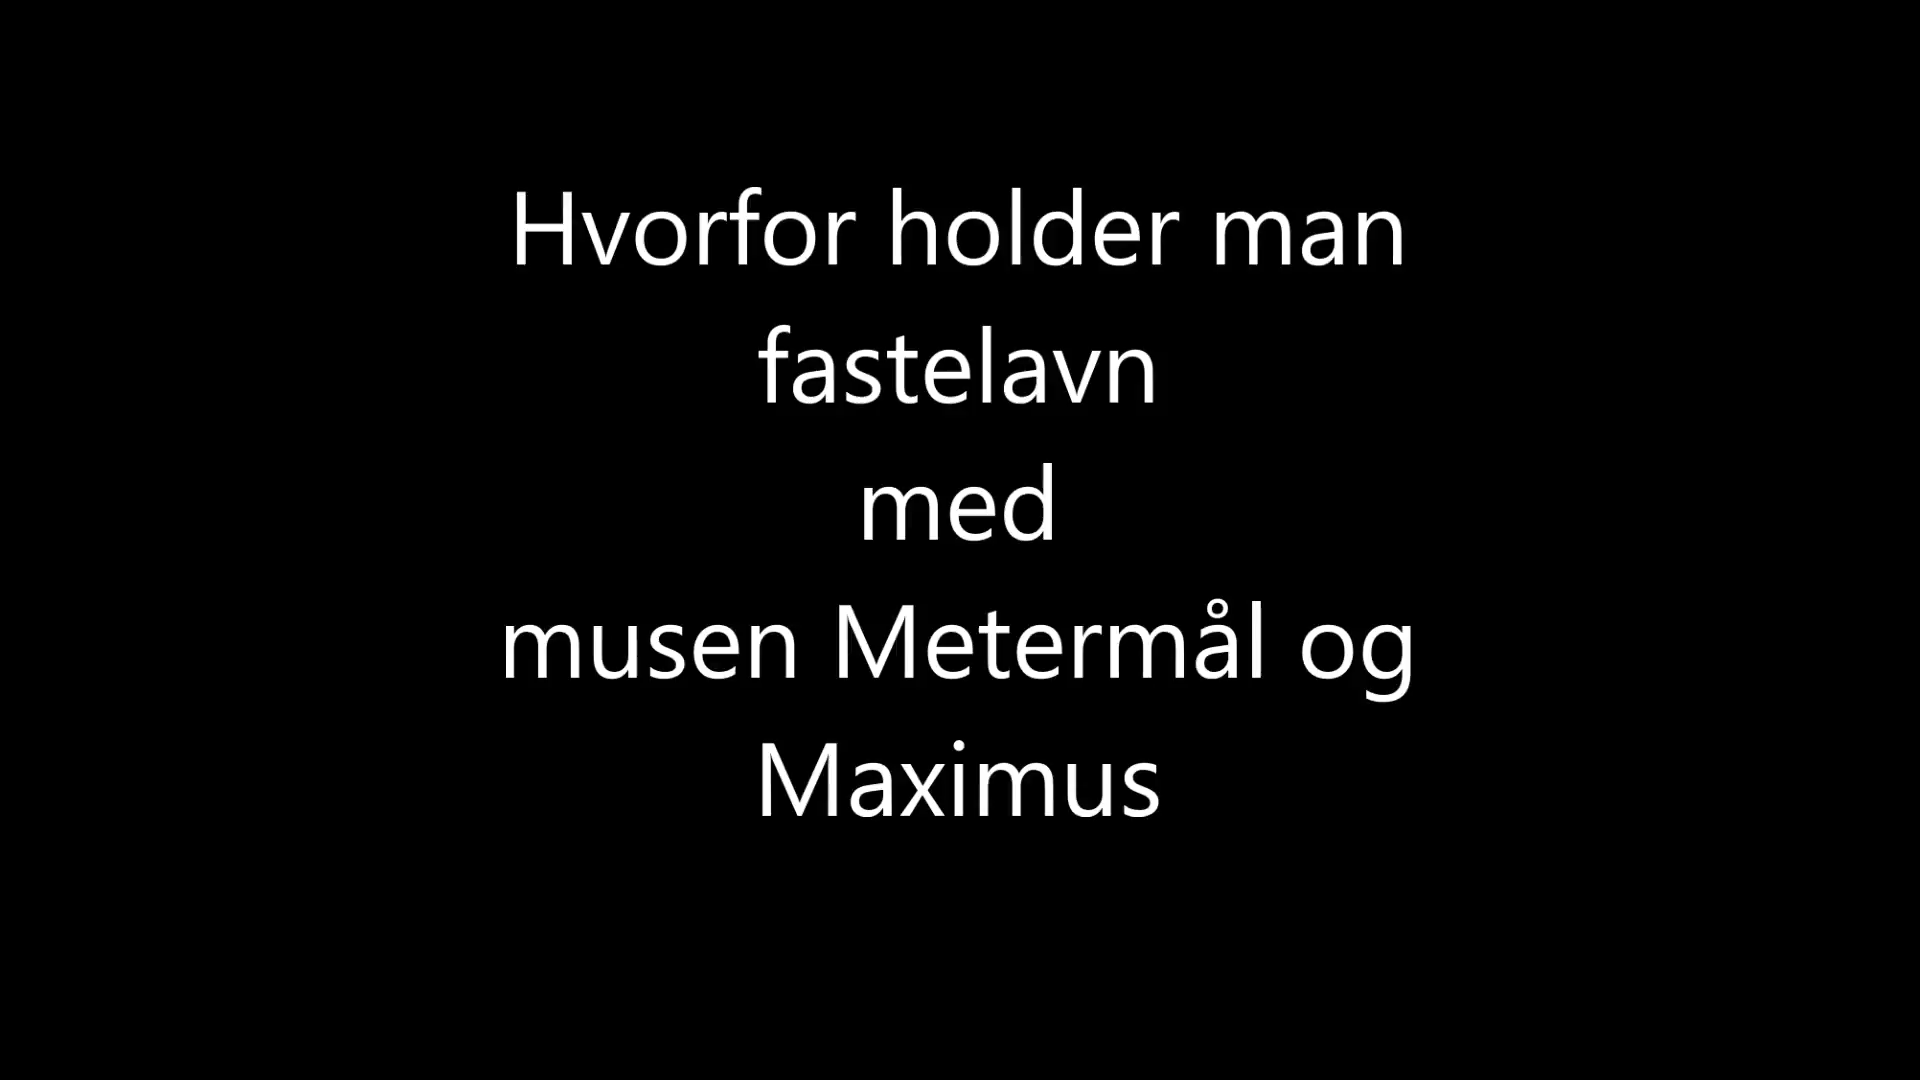 Hvorfor holder man
fastelavn
med
musen Metermål og
Maximus